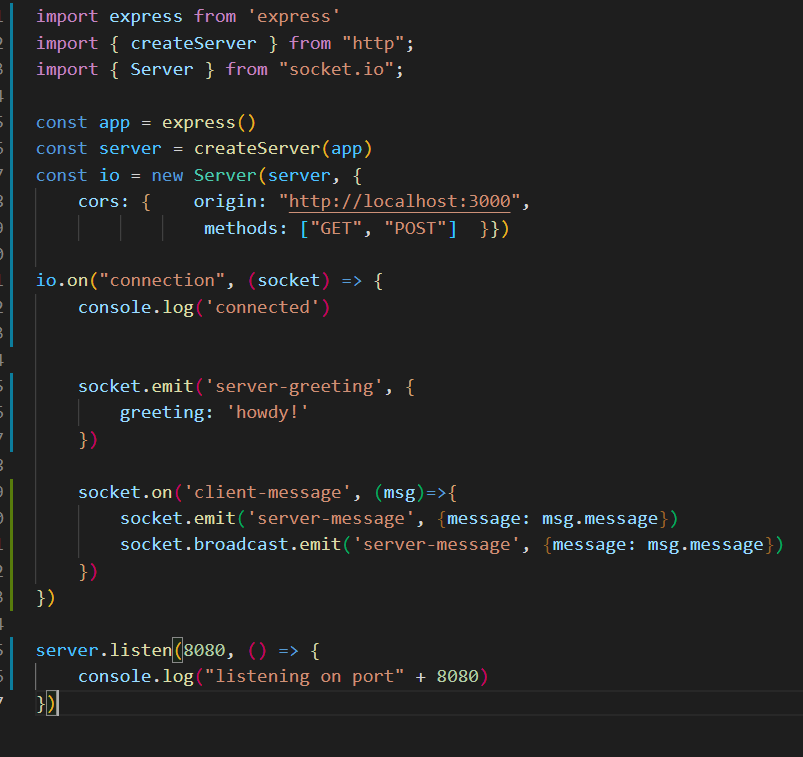 import express from 'express'
import { createServer } from "http";
import { Server } from "socket.io";
const app = express()
const server = createServer(app)
const io = new Server(server, {
    cors: {    origin: "http://localhost:3000",
                methods: ["GET", "POST"]  }})
io.on("connection", (socket) => {
    console.log('connected')
    socket.emit('server-greeting', {
        greeting: 'howdy!'
    })
    socket.on('client-message', (msg)=>{
        socket.emit('server-message', {message: msg.message})
        socket.broadcast.emit('server-message', {message: msg.message})
    })
})
server.listen(8080, () => {
    console.log("listening on port" + 8080)
})